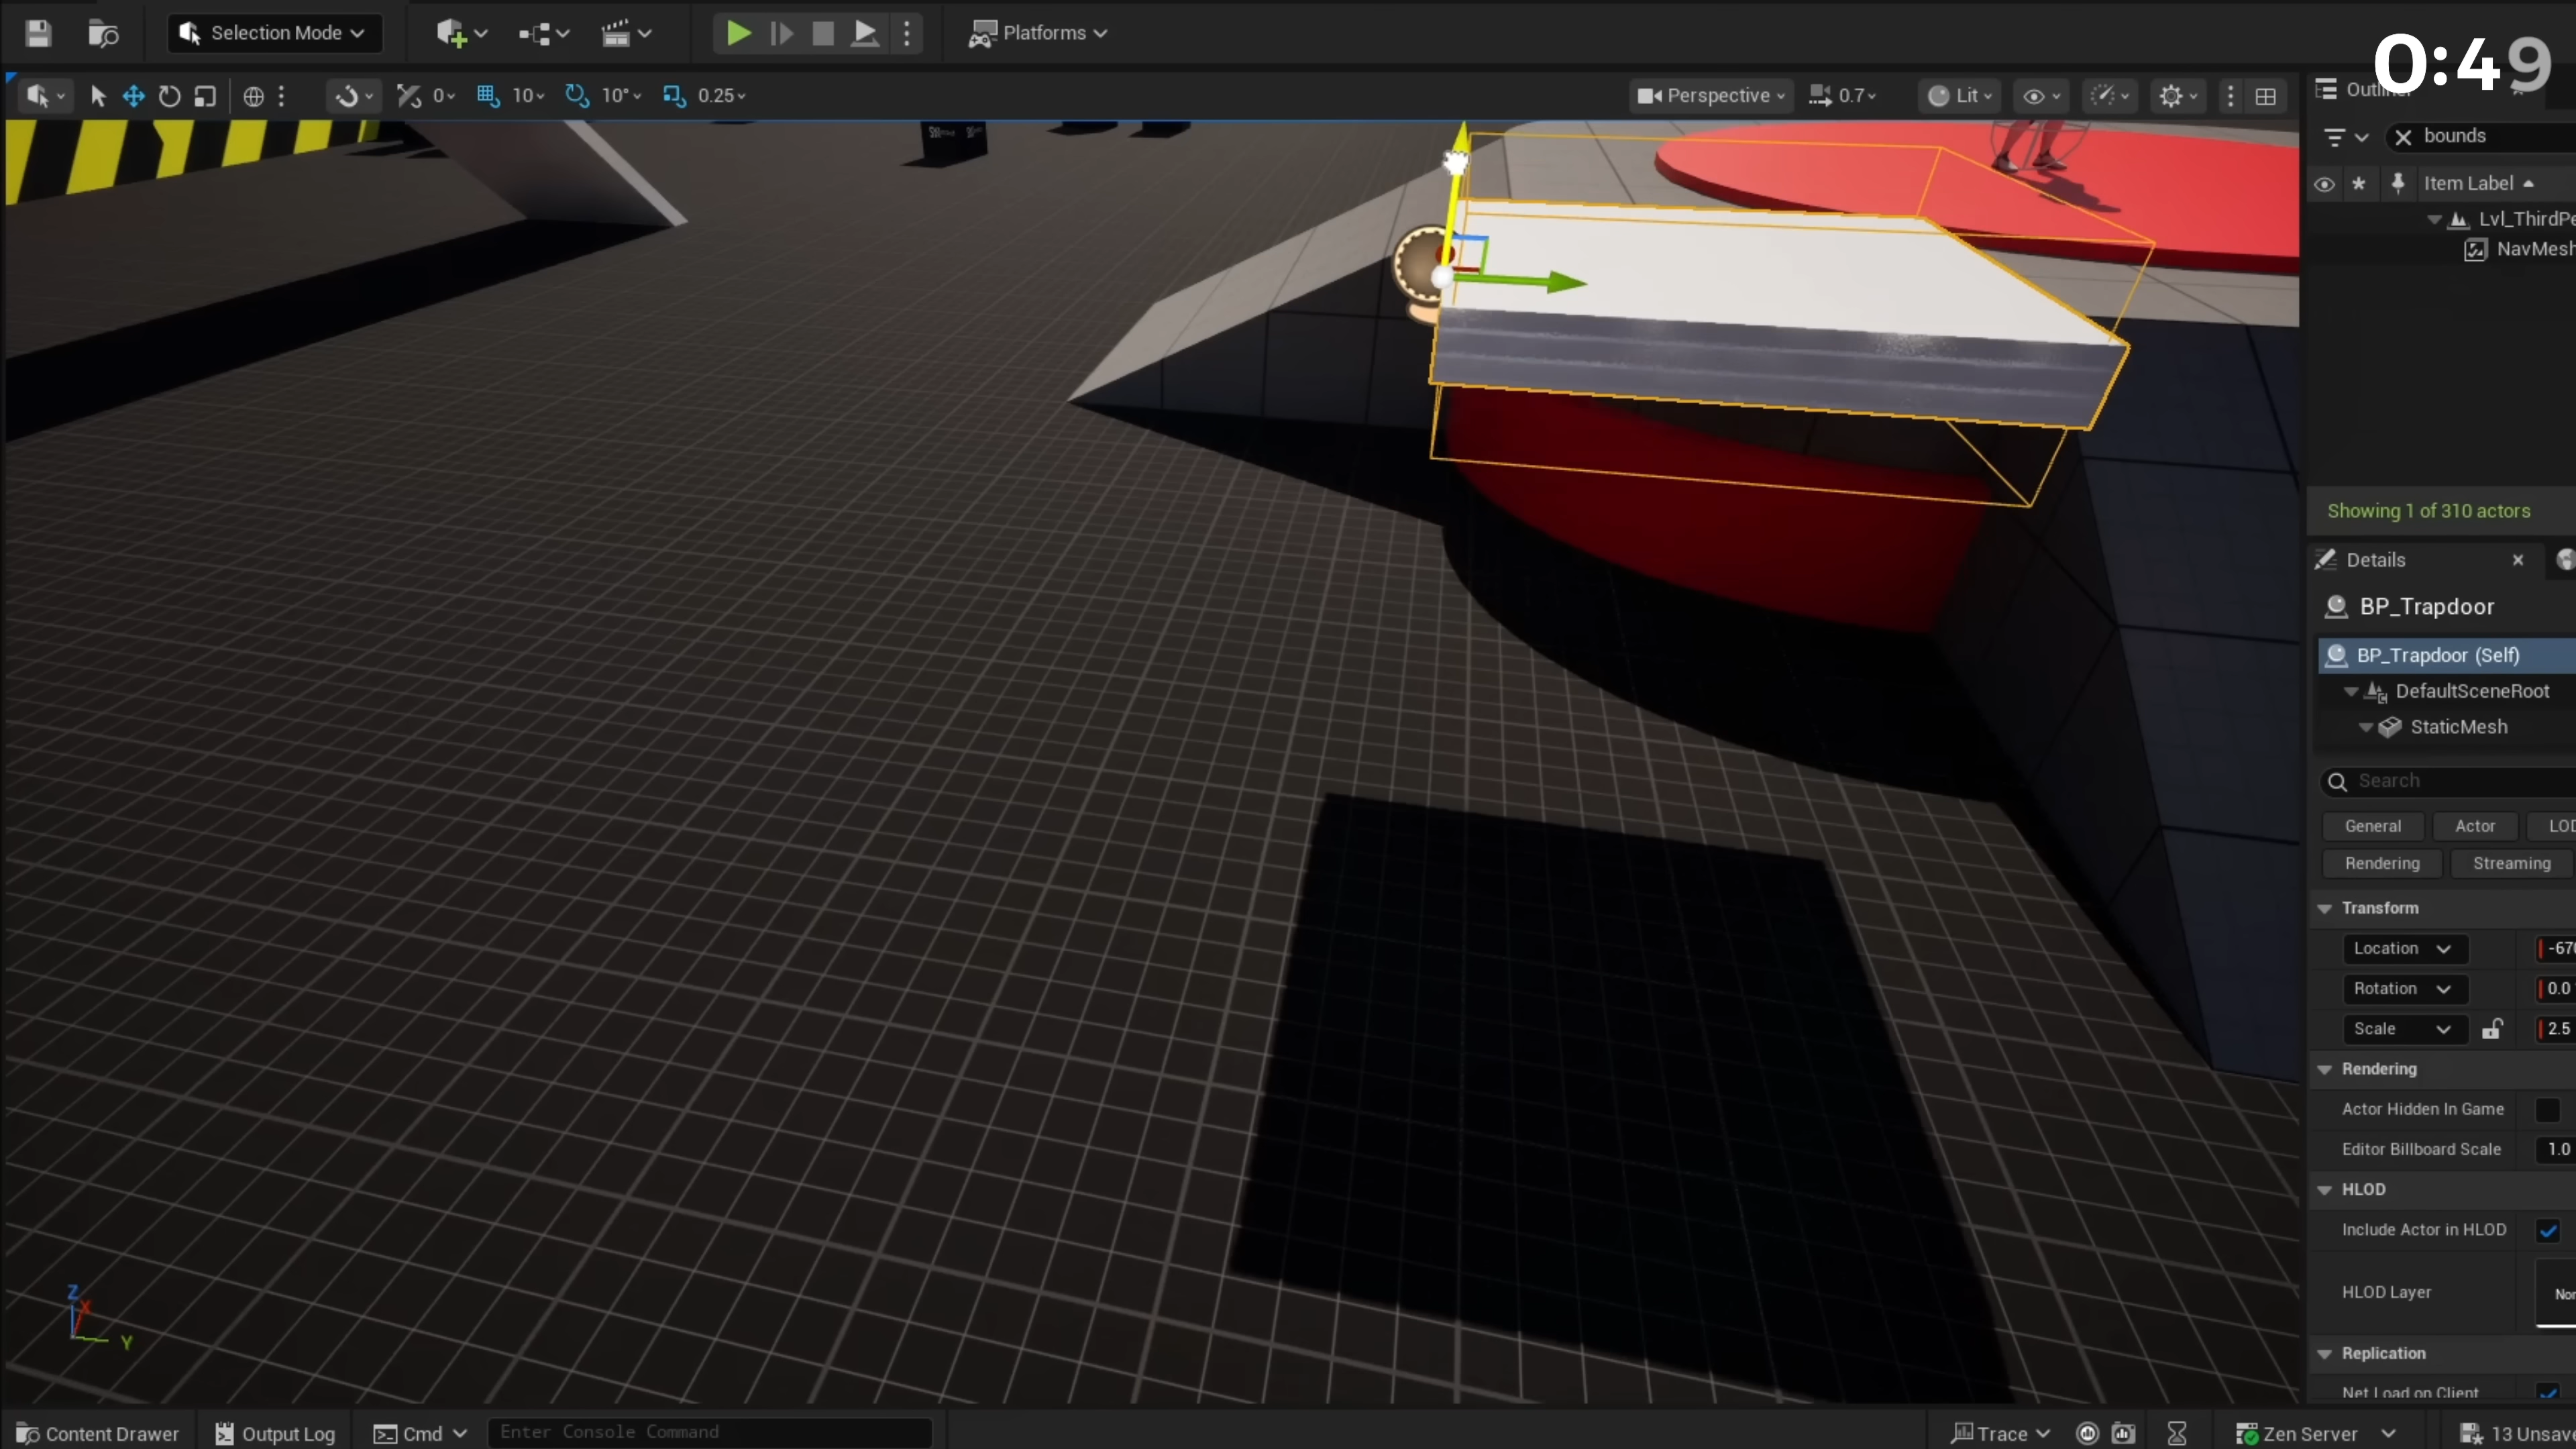 Selection Mode
Platforms
0:49
0
10
10°
0.25
Perspective
0.7
Lit
bounds
Item Label
Lvl_ThirdPe
NavMesh
Showing 1 of 310 actors
Details
BP_Trapdoor
BP_Trapdoor (Self)
DefaultSceneRoot
StaticMesh
Search
General
Actor
LOD
Rendering
Streaming
Transform
Location
-670
Rotation
0.0
Scale
2.5
Rendering
Actor Hidden In Game
Editor Billboard Scale
1.0
HLOD
Include Actor in HLOD
HLOD Layer
Non
Replication
Net Load on Client
Z
X
Y
Content Drawer
Output Log
Cmd
Enter Console Command
Trace
Zen Server
13 Unsav